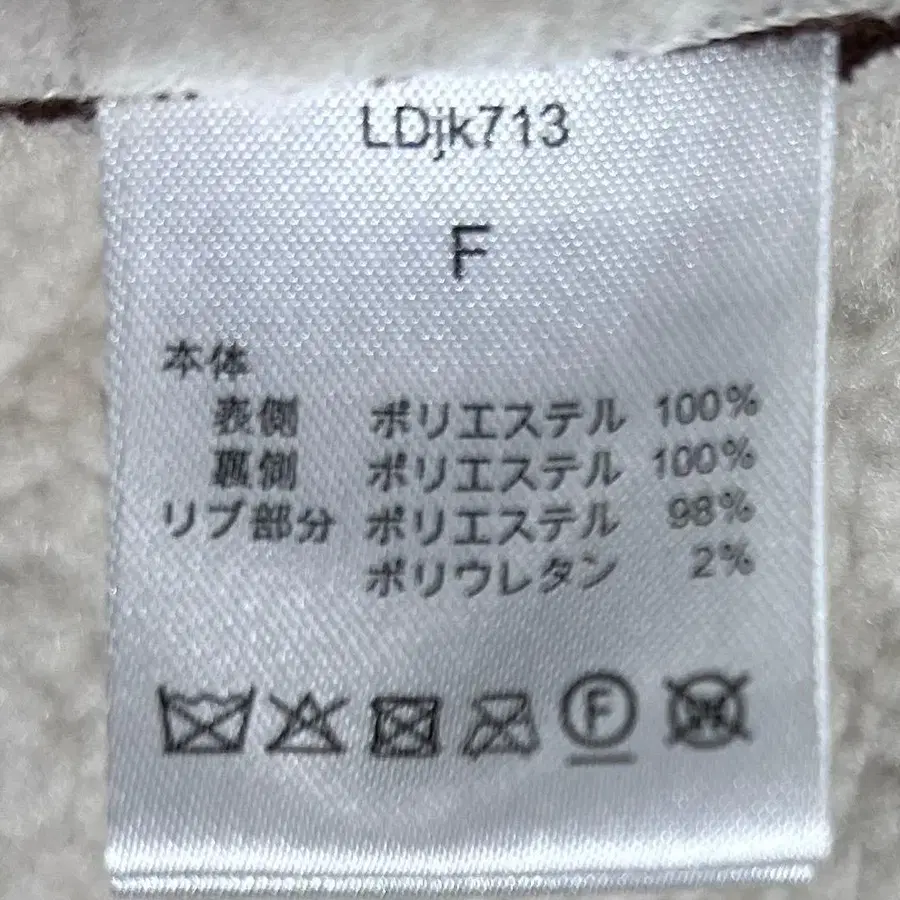 LDjk713
F
本体
表側 ポリエステル 100%
裏側 ポリエステル 100%
リブ部分 ポリエステル 98%
ポリウレタン 2%
F W